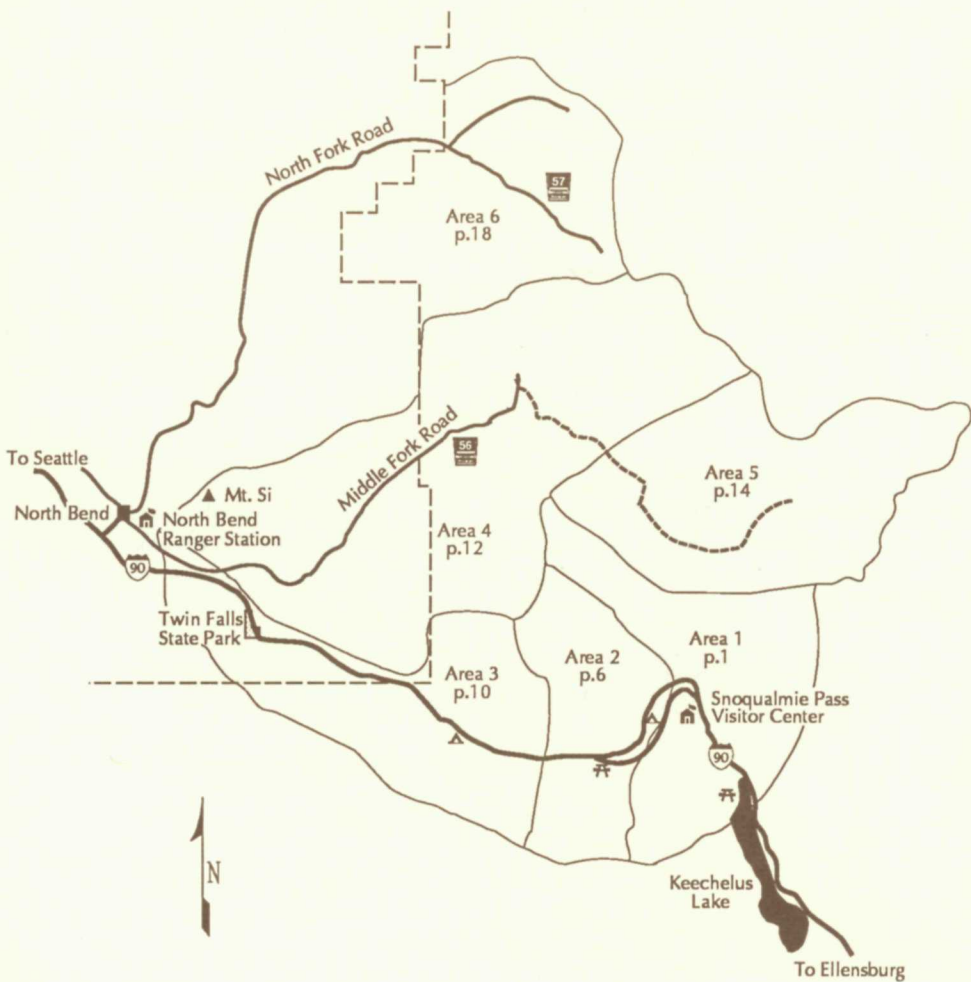 North Fork Road
57
Area 6
p.18
Middle Fork Road
56
To Seattle
North Bend
Mt. Si
North Bend
Ranger Station
90
Twin Falls
State Park
Area 5
p.14
Area 4
p.12
Area 1
p.1
Area 2
p.6
Area 3
p.10
Snoqualmie Pass
Visitor Center
90
N
Keechelus
Lake
To Ellensburg